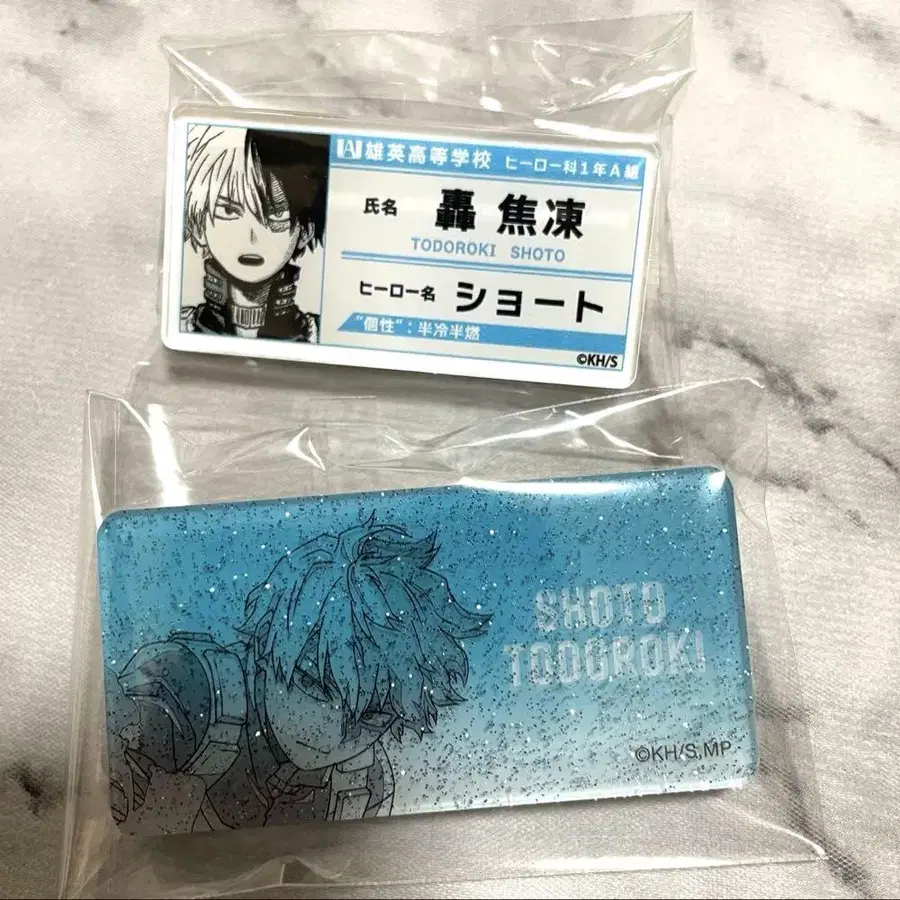 UA 雄英高等学校 ヒーロー科1年A組
氏名 轟 焦凍
TODOROKI SHOTO
ヒーロー名 ショート
"個性"：半冷半燃
©KH/S
SHOTO
TODOROKI
©KH/S,MP